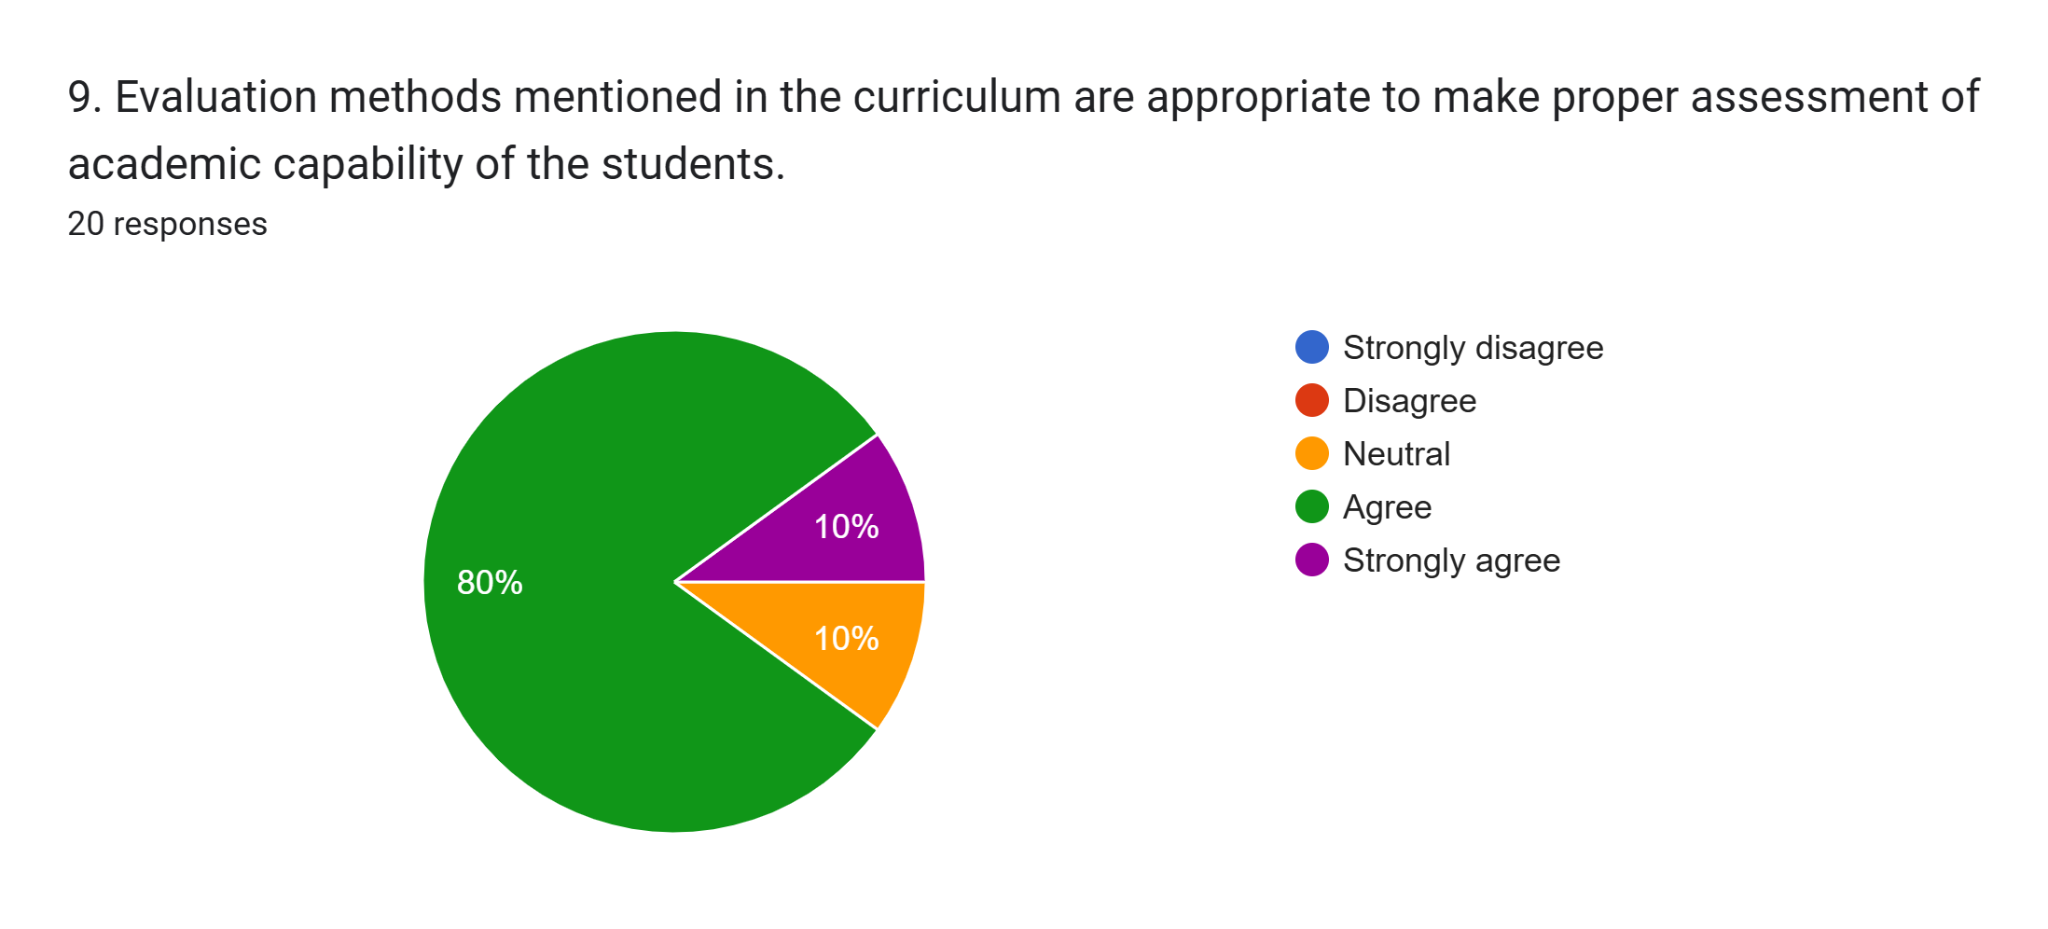 9. Evaluation methods mentioned in the curriculum are appropriate to make proper assessment of
academic capability of the students.
20 responses
Strongly disagree
Disagree
Neutral
Agree
Strongly agree
10%
80%
10%